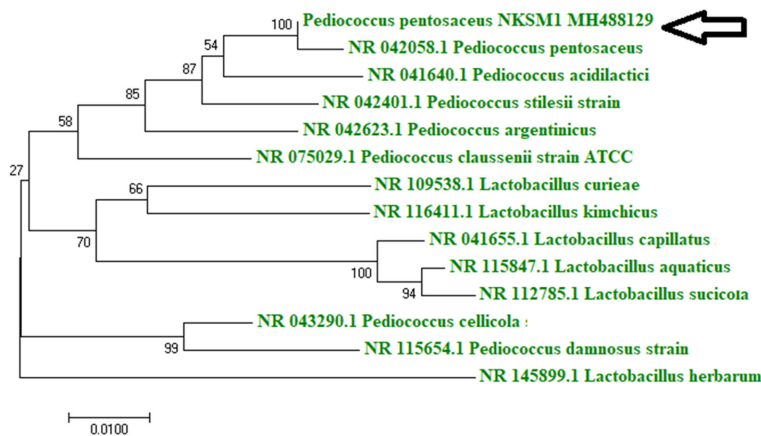 Pediococcus pentosaceus NKSM1 MH488129
100
NR 042058.1 Pediococcus pentosaceus
54
NR 041640.1 Pediococcus acidilactici
87
NR 042401.1 Pediococcus stilesii strain
85
NR 042623.1 Pediococcus argentinicus
58
NR 075029.1 Pediococcus claussenii strain ATCC
27
NR 109538.1 Lactobacillus curieae
66
NR 116411.1 Lactobacillus kimchicus
70
NR 041655.1 Lactobacillus capillatus
100
NR 115847.1 Lactobacillus aquaticus
94
NR 112785.1 Lactobacillus sucicola
NR 043290.1 Pediococcus cellicola
99
NR 115654.1 Pediococcus damnosus strain
NR 145899.1 Lactobacillus herbarum
0.0100